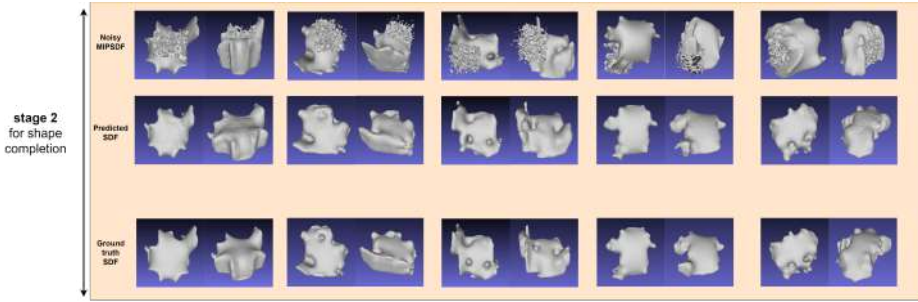 Noisy
MIPSDF
stage 2
for shape
completion
Predicted
SDF
Ground
truth
SDF